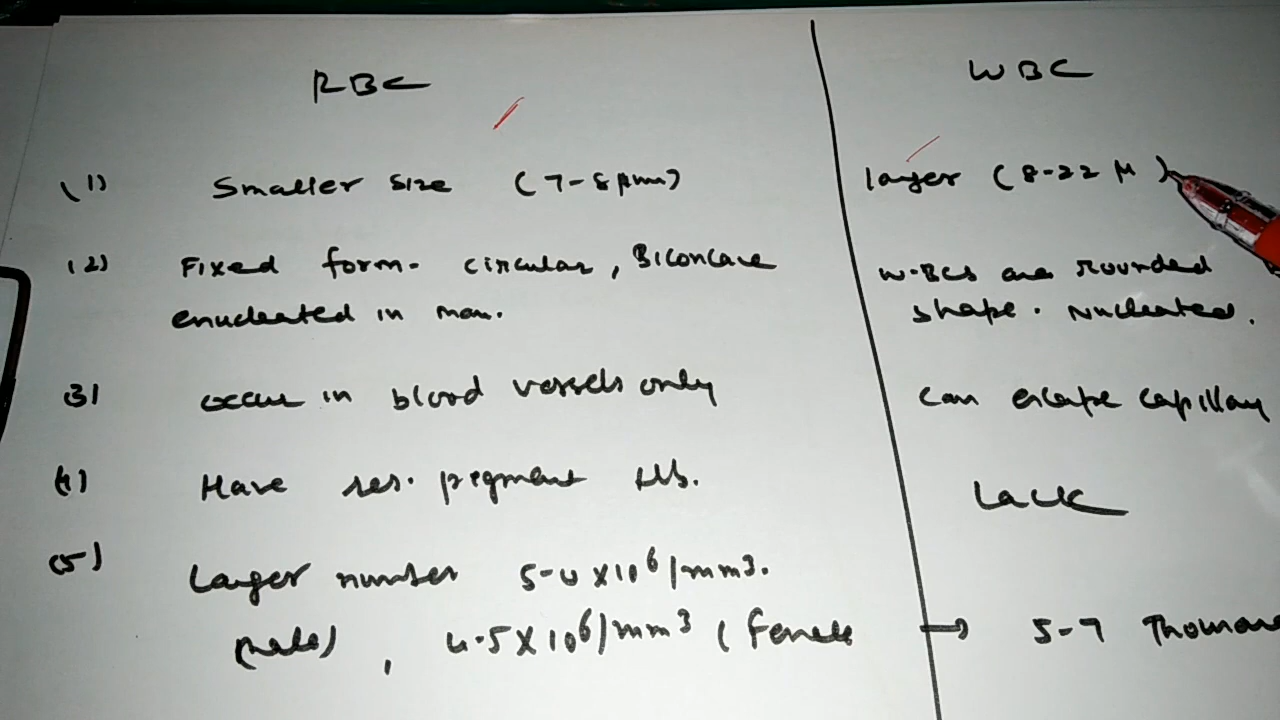 RBC
WBC
(1) Smaller size (7-8 μm)
larger (8-22 μ)
(2) Fixed form. circular, Biconcave
enucleated in man.
W·BCs are rounded
shape. Nucleated.
(3) occur in blood vessels only
can escape capillary
(4) Have res. pigment Hb.
Lack
(5) Larger number 5-0 X10⁶/mm3.
(male), 4.5X10⁶/mm³ (female
→ 5-7 Thousand